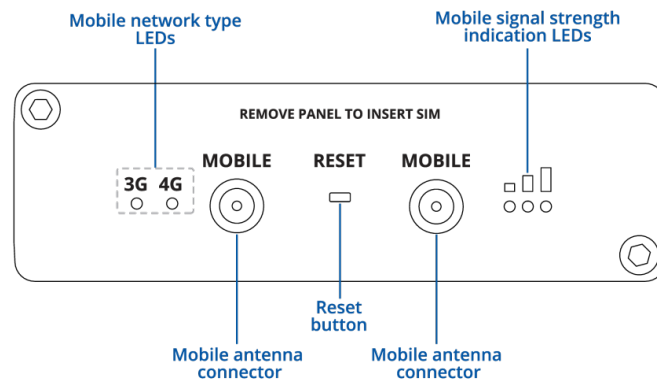 Mobile network type
LEDs
Mobile signal strength
indication LEDs
REMOVE PANEL TO INSERT SIM
MOBILE
RESET
MOBILE
3G 4G
Reset
button
Mobile antenna
connector
Mobile antenna
connector